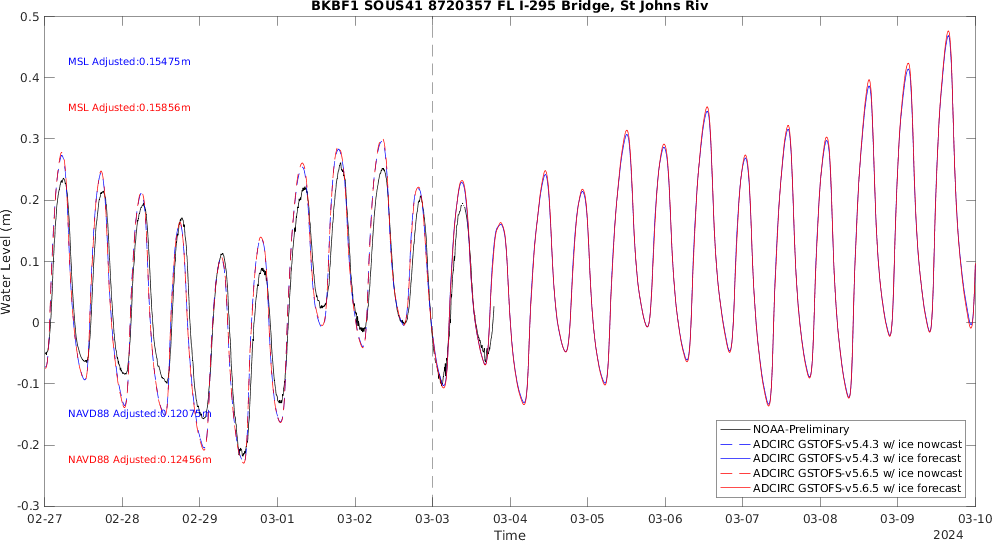 BKBF1 SOUS41 8720357 FL I-295 Bridge, St Johns Riv
0.5
0.4
0.3
0.2
0.1
0
-0.1
-0.2
-0.3
Water Level (m)
MSL Adjusted:0.15475m
MSL Adjusted:0.15856m
NAVD88 Adjusted:0.12075m
NAVD88 Adjusted:0.12456m
NOAA-Preliminary
ADCIRC GSTOFS-v5.4.3 w/ ice nowcast
ADCIRC GSTOFS-v5.4.3 w/ ice forecast
ADCIRC GSTOFS-v5.6.5 w/ ice nowcast
ADCIRC GSTOFS-v5.6.5 w/ ice forecast
02-27 02-28 02-29 03-01 03-02 03-03 03-04 03-05 03-06 03-07 03-08 03-09 03-10
Time
2024